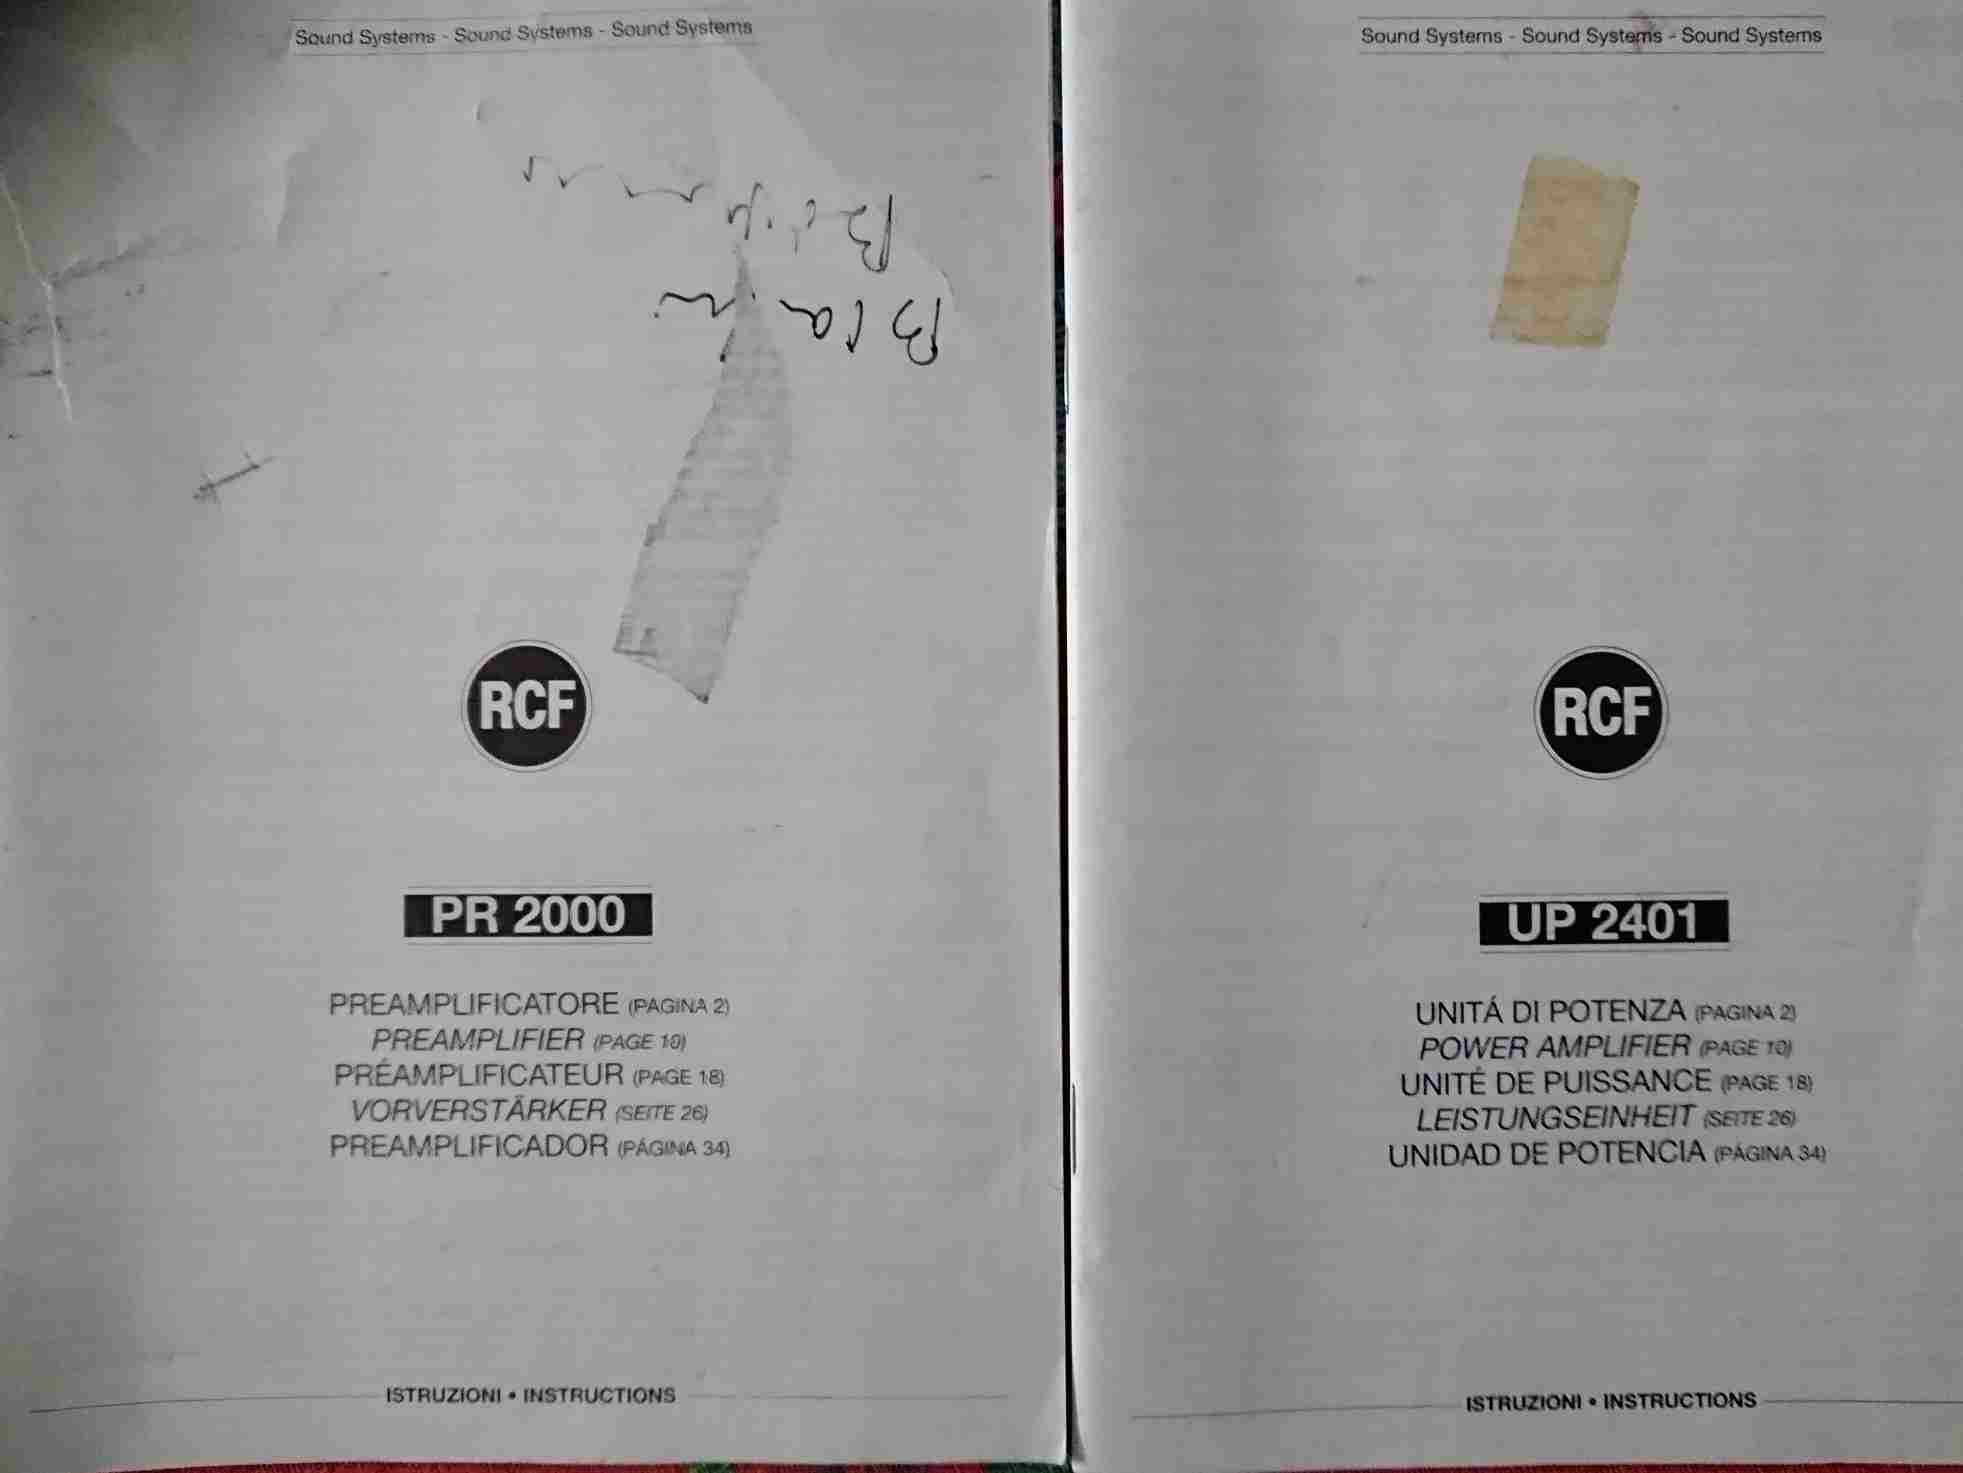 Sound Systems - Sound Systems - Sound Systems
RCF
PR 2000
PREAMPLIFICATORE (PAGINA 2)
PREAMPLIFIER (PAGE 10)
PRÉAMPLIFICATEUR (PAGE 18)
VORVERSTÄRKER (SEITE 26)
PREAMPLIFICADOR (PÁGINA 34)
ISTRUZIONI • INSTRUCTIONS
Sound Systems - Sound Systems - Sound Systems
RCF
UP 2401
UNITÁ DI POTENZA (PAGINA 2)
POWER AMPLIFIER (PAGE 10)
UNITÉ DE PUISSANCE (PAGE 18)
LEISTUNGSEINHEIT (SEITE 26)
UNIDAD DE POTENCIA (PÁGINA 34)
ISTRUZIONI • INSTRUCTIONS